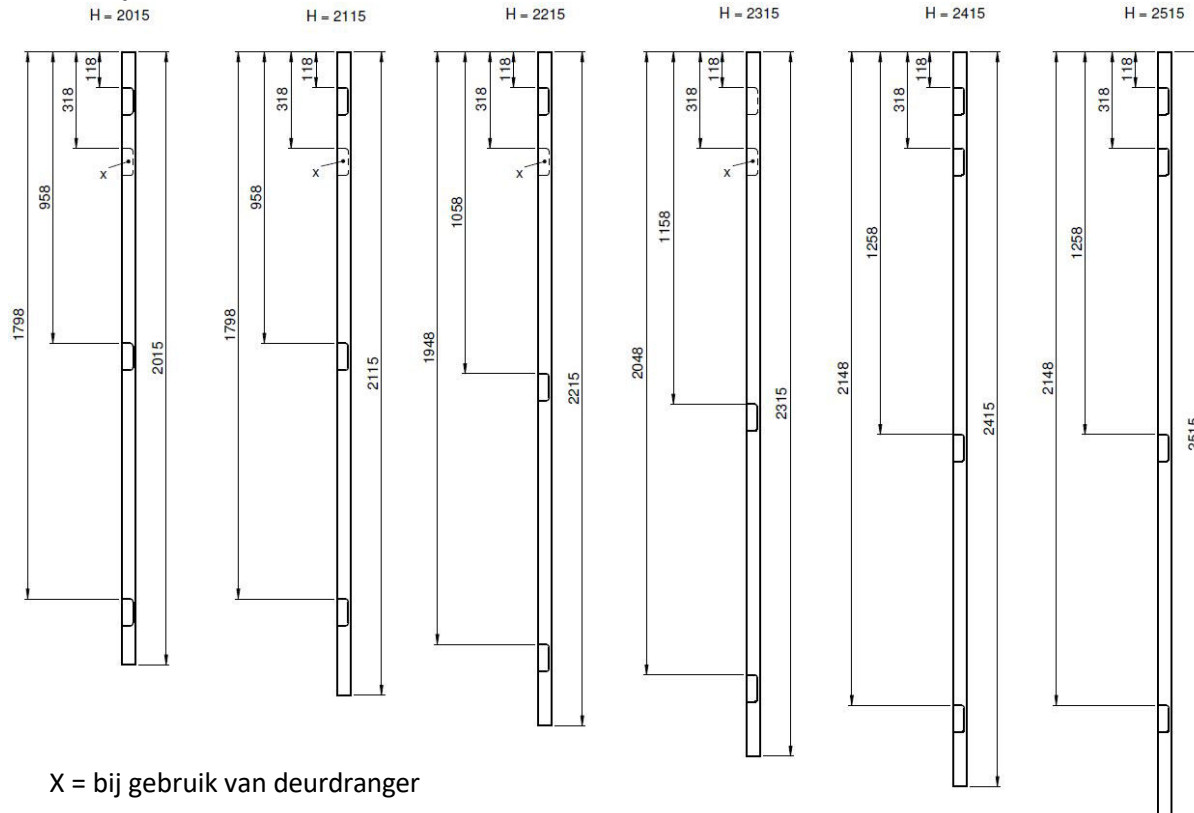 H = 2015
H = 2115
H = 2215
H = 2315
H = 2415
H = 2515
118
318
x
958
1798
2015
118
318
x
958
1798
2115
118
318
x
1058
1948
2215
118
318
x
1158
2048
2315
118
318
1258
2148
2415
118
318
1258
2148
2515
X = bij gebruik van deurdranger